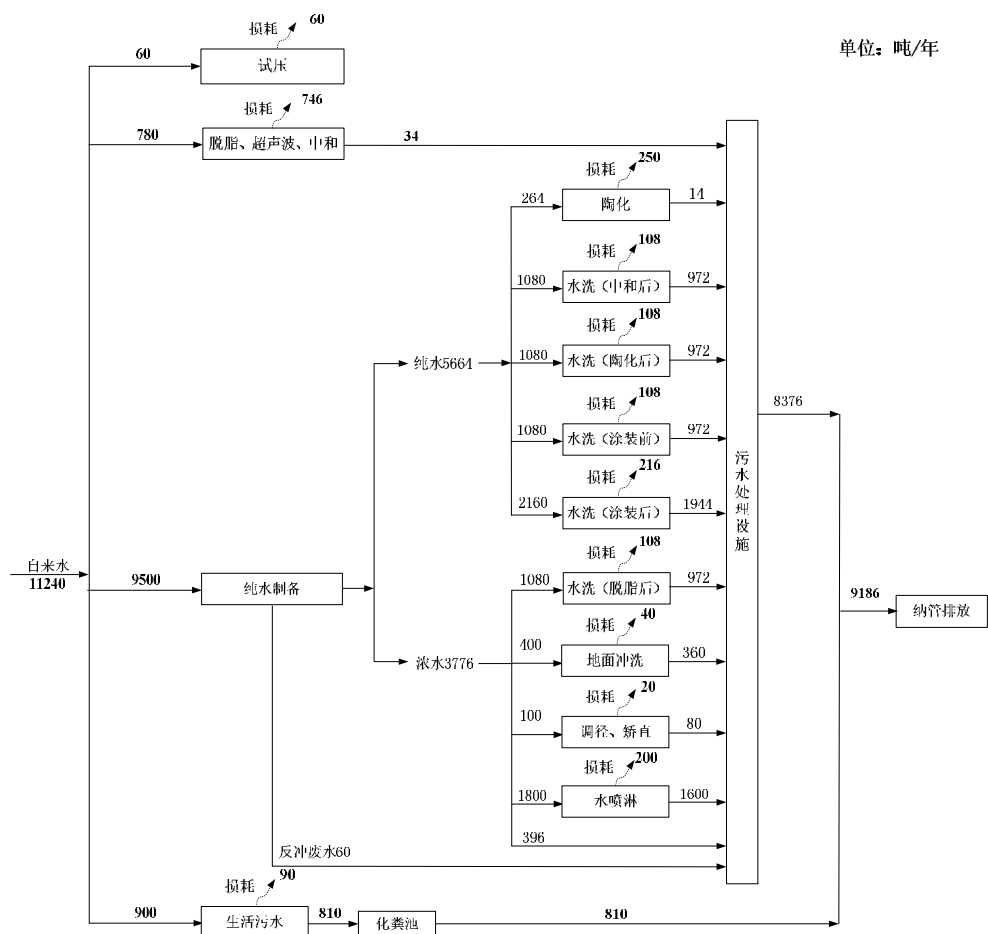 单位：吨/年
损耗 60
60
试压
损耗 746
780
脱脂、超声波、中和
34
损耗 250
264
陶化
14
损耗 108
1080
水洗（中和后）
972
损耗 108
纯水5664
1080
水洗（陶化后）
972
损耗 108
1080
水洗（涂装前）
972
8376
损耗 216
2160
水洗（涂装后）
1944
污水处理设施
自来水
11240
9500
纯水制备
损耗 108
1080
水洗（脱脂后）
972
9186
纳管排放
损耗 40
浓水3776
400
地面冲洗
360
损耗 20
100
调径、矫直
80
损耗 200
1800
水喷淋
1600
396
反冲废水60
损耗 90
900
生活污水
810
化粪池
810